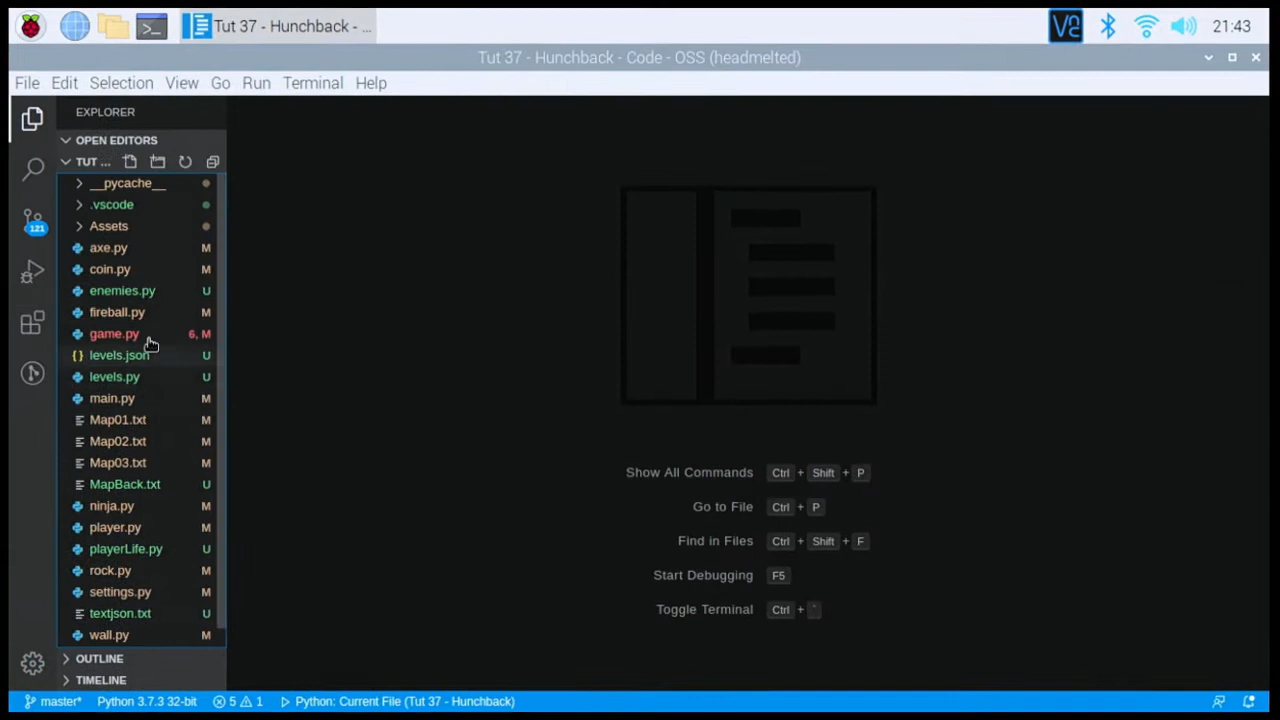 Tut 37 - Hunchback - ...
21:43
Tut 37 - Hunchback - Code - OSS (headmelted)
File Edit Selection View Go Run Terminal Help
EXPLORER
OPEN EDITORS
TUT ...
__pycache__
.vscode
Assets
axe.py M
coin.py M
enemies.py U
fireball.py M
game.py 6, M
levels.json U
levels.py U
main.py M
Map01.txt M
Map02.txt M
Map03.txt M
MapBack.txt U
ninja.py M
player.py M
playerLife.py U
rock.py M
settings.py M
textjson.txt U
wall.py M
OUTLINE
TIMELINE
121
Show All Commands Ctrl + Shift + P
Go to File Ctrl + P
Find in Files Ctrl + Shift + F
Start Debugging F5
Toggle Terminal Ctrl + `
master* Python 3.7.3 32-bit 5 1 Python: Current File (Tut 37 - Hunchback)